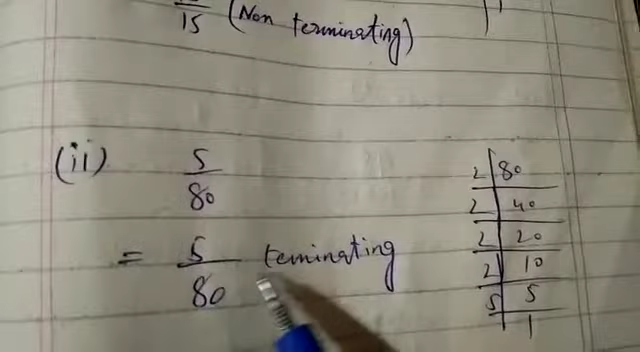 15 (Non terminating)
(ii) 5/80
= 5/80 teminating
2 | 80
2 | 40
2 | 20
2 | 10
5 | 5
1